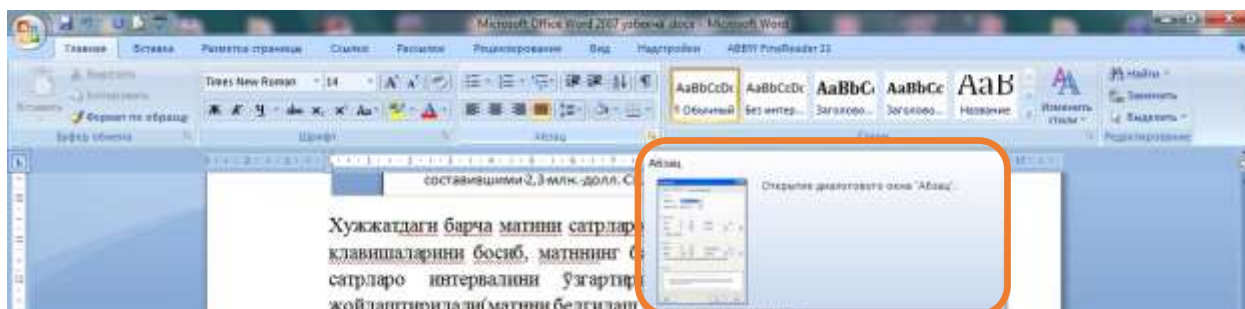 Microsoft Office Word 2007 .docx - Microsoft Word
Главная Вставка Разметка страницы Ссылки Рассылки Рецензирование Вид Надстройки ABBYY FineReader 11
Вырезать
Копировать
Вставить
Формат по образцу
Times New Roman 14
Ж К Ч abc x, x' Aa
AaBbCcDc AaBbCcDc AaBbC AaBbCc AaB
¶ Обычный Без интер... Заголово... Заголово... Название
Изменить стили
Найти
Заменить
Выделить
Буфер обмена Шрифт Абзац Стили Редактирование
Абзац
Открытие диалогового окна "Абзац".
составившими 2,3 млн. долл. С
Хужжатдаги барча матнни сатрларо
клавишаларини босиб, матннинг
сатрларо интервалини ўзгартир
жойлаштирилади(матнни белгилаш